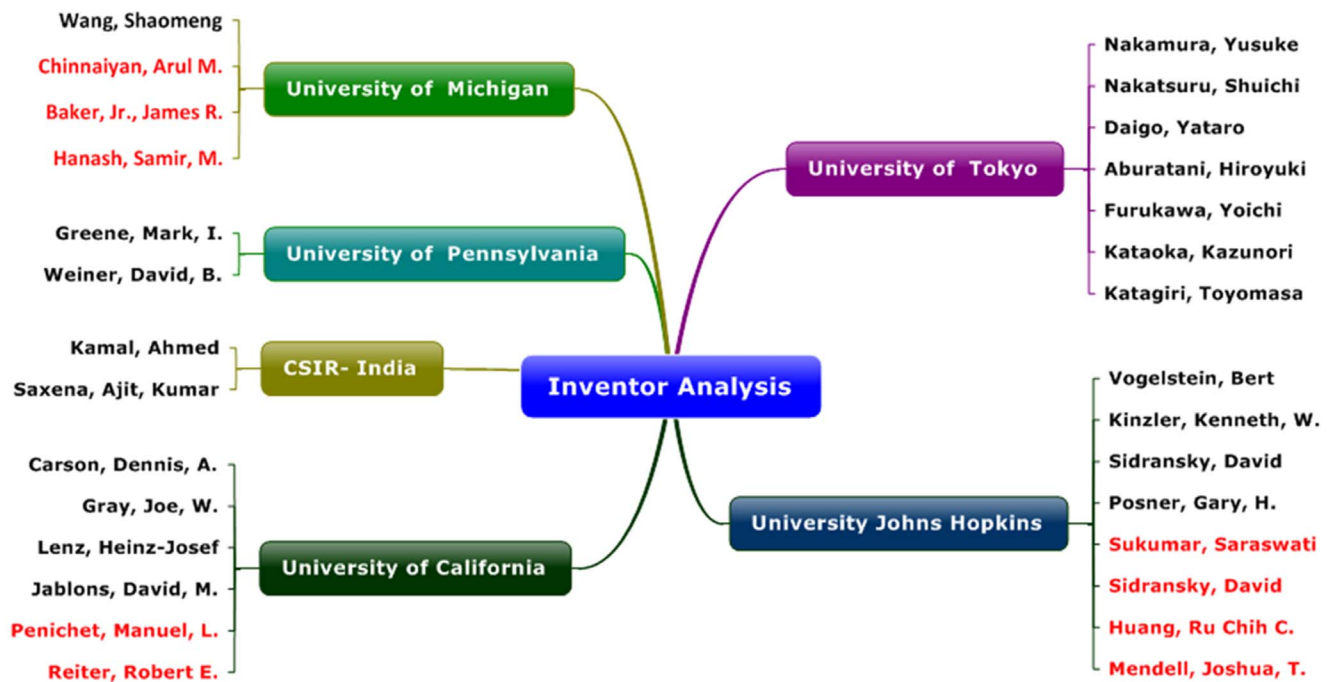 Wang, Shaomeng
Chinnaiyan, Arul M.
Baker, Jr., James R.
Hanash, Samir, M.
University of Michigan
Greene, Mark, I.
Weiner, David, B.
University of Pennsylvania
Kamal, Ahmed
Saxena, Ajit, Kumar
CSIR- India
Carson, Dennis, A.
Gray, Joe, W.
Lenz, Heinz-Josef
Jablons, David, M.
Penichet, Manuel, L.
Reiter, Robert E.
University of California
Inventor Analysis
University of Tokyo
Nakamura, Yusuke
Nakatsuru, Shuichi
Daigo, Yataro
Aburatani, Hiroyuki
Furukawa, Yoichi
Kataoka, Kazunori
Katagiri, Toyomasa
University Johns Hopkins
Vogelstein, Bert
Kinzler, Kenneth, W.
Sidransky, David
Posner, Gary, H.
Sukumar, Saraswati
Sidransky, David
Huang, Ru Chih C.
Mendell, Joshua, T.